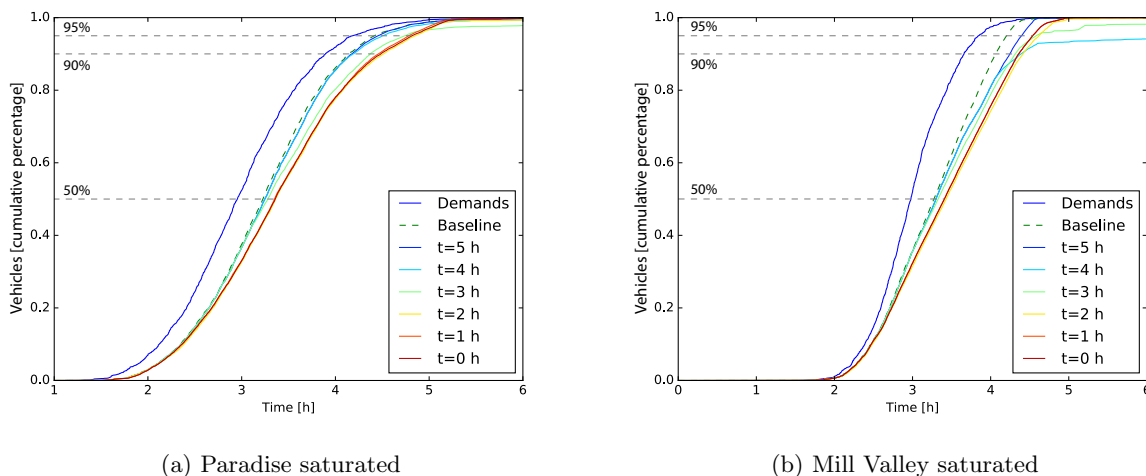 Vehicles [cumulative percentage]
1.0
0.8
0.6
0.4
0.2
0.0
95%
90%
50%
Demands
Baseline
t=5 h
t=4 h
t=3 h
t=2 h
t=1 h
t=0 h
1 2 3 4 5 6
Time [h]
(a) Paradise saturated
Vehicles [cumulative percentage]
1.0
0.8
0.6
0.4
0.2
0.0
95%
90%
50%
Demands
Baseline
t=5 h
t=4 h
t=3 h
t=2 h
t=1 h
t=0 h
0 1 2 3 4 5 6
Time [h]
(b) Mill Valley saturated